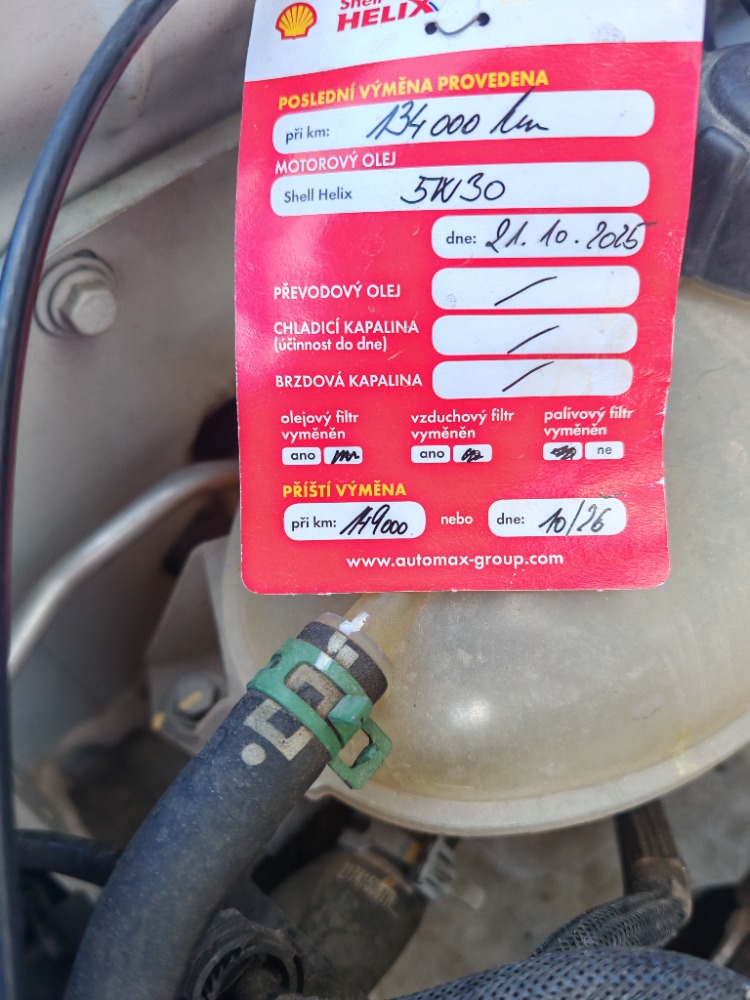 Shell
HELIX
POSLEDNÍ VÝMĚNA PROVEDENA
při km: 134000 km
MOTOROVÝ OLEJ
Shell Helix 5W30
dne: 21.10.2025
PŘEVODOVÝ OLEJ /
CHLADICÍ KAPALINA /
(účinnost do dne)
BRZDOVÁ KAPALINA /
olejový filtr vyměněn
vzduchový filtr vyměněn
palivový filtr vyměněn
ano
ano
ne
PŘÍŠTÍ VÝMĚNA
při km: 149000 nebo dne: 10/26
www.automax-group.com